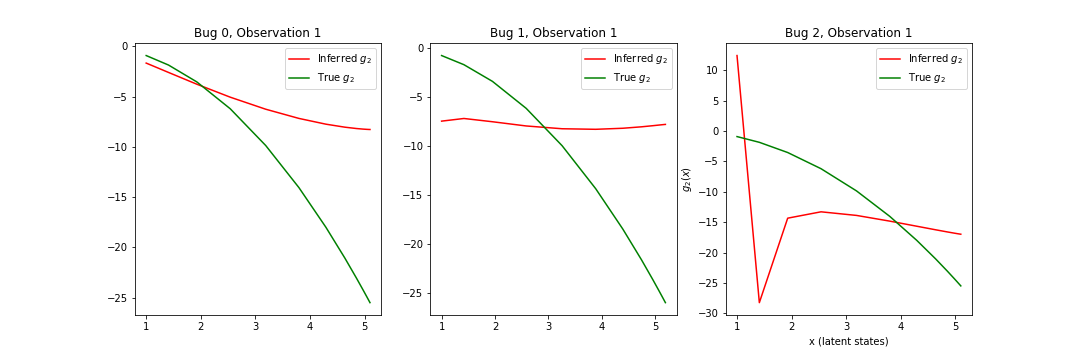 Bug 0, Observation 1
Inferred g₂
True g₂
0
−5
−10
−15
−20
−25
1 2 3 4 5
Bug 1, Observation 1
Inferred g₂
True g₂
0
−5
−10
−15
−20
−25
1 2 3 4 5
Bug 2, Observation 1
Inferred g₂
True g₂
g₂(x)
10
5
0
−5
−10
−15
−20
−25
−30
1 2 3 4 5
x (latent states)